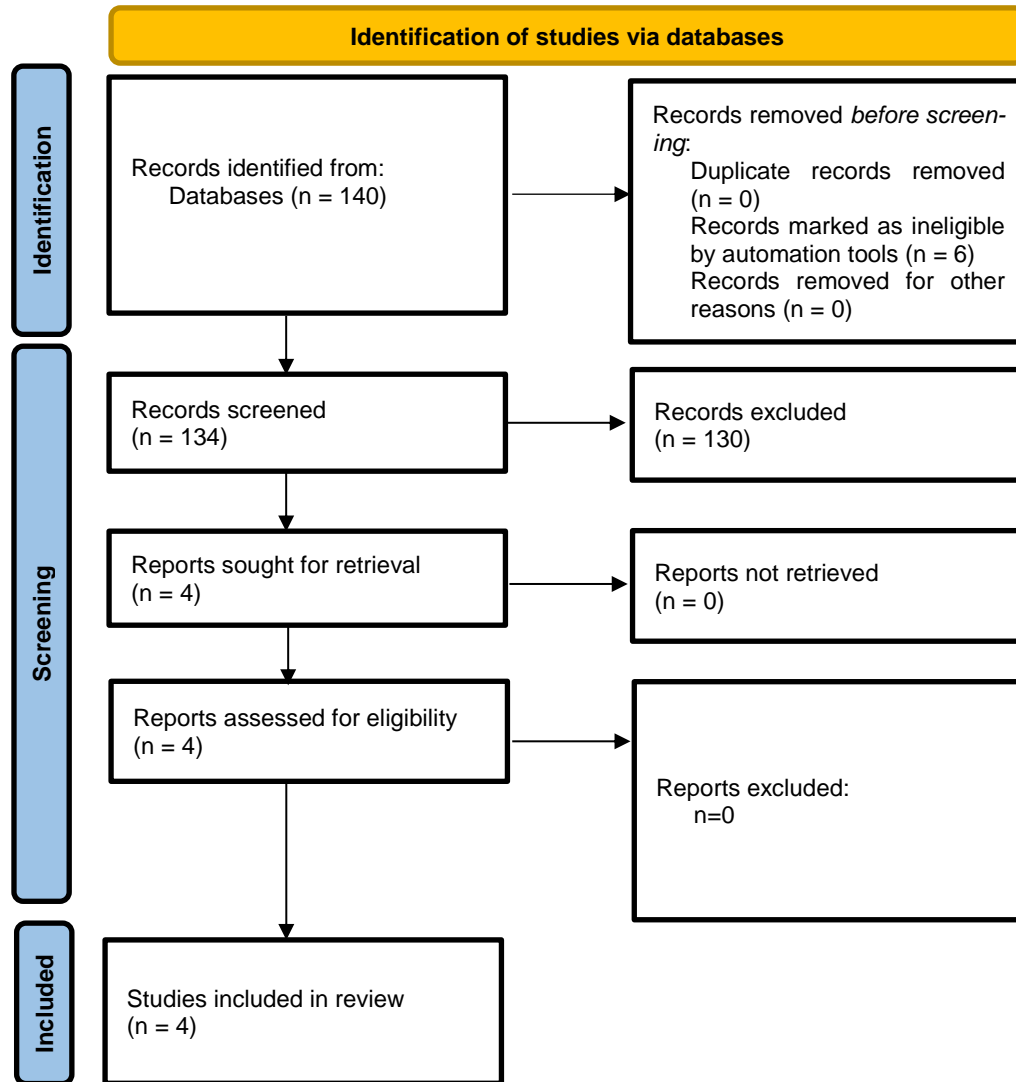 Identification of studies via databases
Identification
Records identified from:
Databases (n = 140)
Records removed before screen-
ing:
Duplicate records removed
(n = 0)
Records marked as ineligible
by automation tools (n = 6)
Records removed for other
reasons (n = 0)
Screening
Records screened
(n = 134)
Records excluded
(n = 130)
Reports sought for retrieval
(n = 4)
Reports not retrieved
(n = 0)
Reports assessed for eligibility
(n = 4)
Reports excluded:
n=0
Included
Studies included in review
(n = 4)